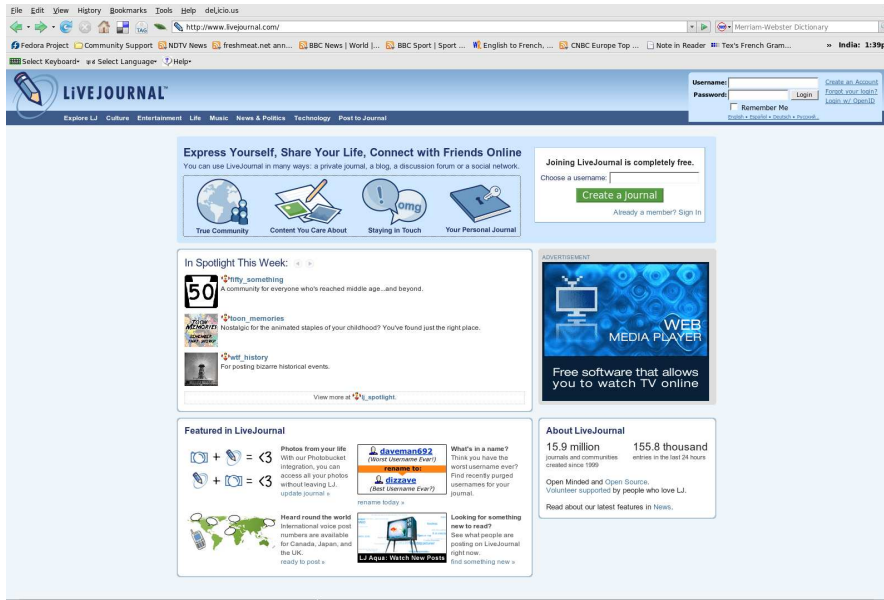 File Edit View History Bookmarks Tools Help del.icio.us
http://www.livejournal.com/ Merriam-Webster Dictionary
Fedora Project Community Support NDTV News freshmeat.net ann... BBC News | World |... BBC Sport | Sport ... English to French, ... CNBC Europe Top ... Note in Reader Tex's French Gram... » India: 1:39p
Select Keyboard Select Language Help
LiVEJOURNAL™
Username: Create an Account
Password: Login Forgot your login?
Login w/ OpenID
Remember Me
English • Español • Deutsch • Русский...
Explore LJ Culture Entertainment Life Music News & Politics Technology Post to Journal
Express Yourself, Share Your Life, Connect with Friends Online
You can use LiveJournal in many ways: a private journal, a blog, a discussion forum or a social network.
omg
True Community Content You Care About Staying in Touch Your Personal Journal
Joining LiveJournal is completely free.
Choose a username:
Create a Journal
Already a member? Sign In
In Spotlight This Week:
50
fifty_something
A community for everyone who's reached middle age...and beyond.
TOON MEMORIES
toon_memories
Nostalgic for the animated staples of your childhood? You've found just the right place.
wtf_history
For posting bizarre historical events.
View more at lj_spotlight.
ADVERTISEMENT
WEB
MEDIA PLAYER
Free software that allows
you to watch TV online
Featured in LiveJournal
+ = <3
+ = <3
Photos from your life
With our Photobucket
integration, you can
access all your photos
without leaving LJ.
update journal »
daveman692
(Worst Username Ever!)
rename to:
dizzave
(Best Username Ever?)
rename today »
What's in a name?
Think you have the
worst username ever?
Find recently purged
usernames for your
journal.
Heard round the world
International voice post
numbers are available
for Canada, Japan, and
the UK.
ready to post »
LJ Aqua: Watch New Posts
Looking for something
new to read?
See what people are
posting on LiveJournal
right now.
find something new »
About LiveJournal
15.9 million 155.8 thousand
journals and communities entries in the last 24 hours
created since 1999
Open Minded and Open Source.
Volunteer supported by people who love LJ.
Read about our latest features in News.